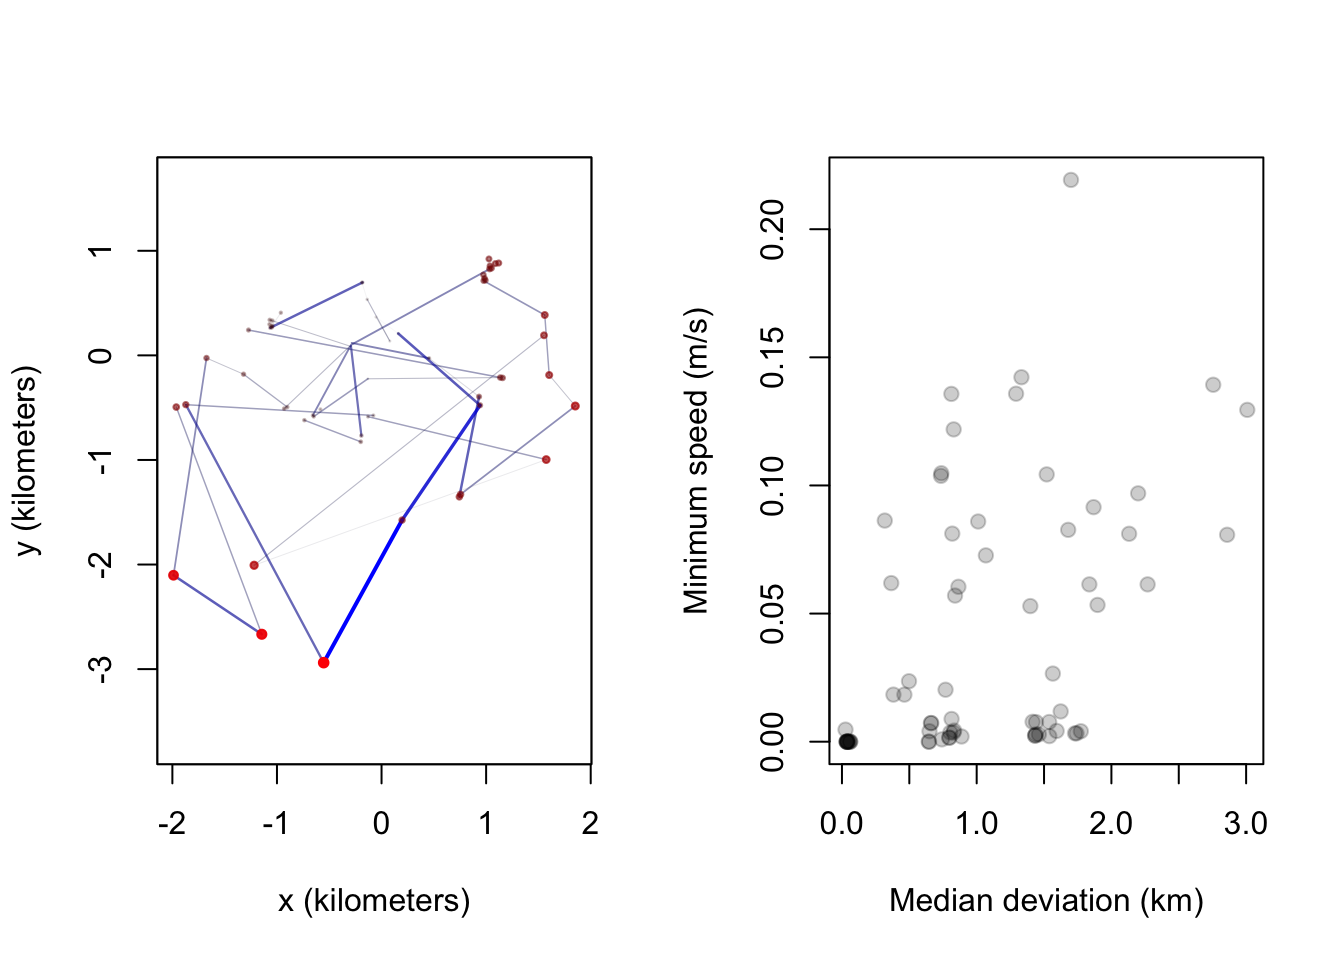 y (kilometers)
1
0
-1
-2
-3
-2 -1 0 1 2
x (kilometers)
Minimum speed (m/s)
0.20
0.15
0.10
0.05
0.00
0.0 1.0 2.0 3.0
Median deviation (km)